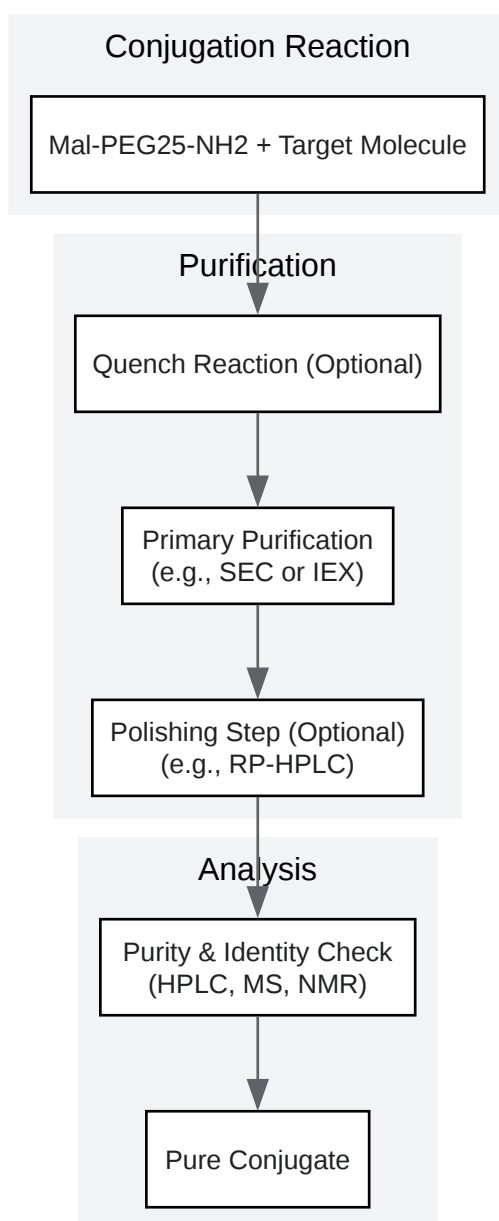 Conjugation Reaction
Mal-PEG25-NH2 + Target Molecule
Purification
Quench Reaction (Optional)
Primary Purification
(e.g., SEC or IEX)
Polishing Step (Optional)
(e.g., RP-HPLC)
Analysis
Purity & Identity Check
(HPLC, MS, NMR)
Pure Conjugate